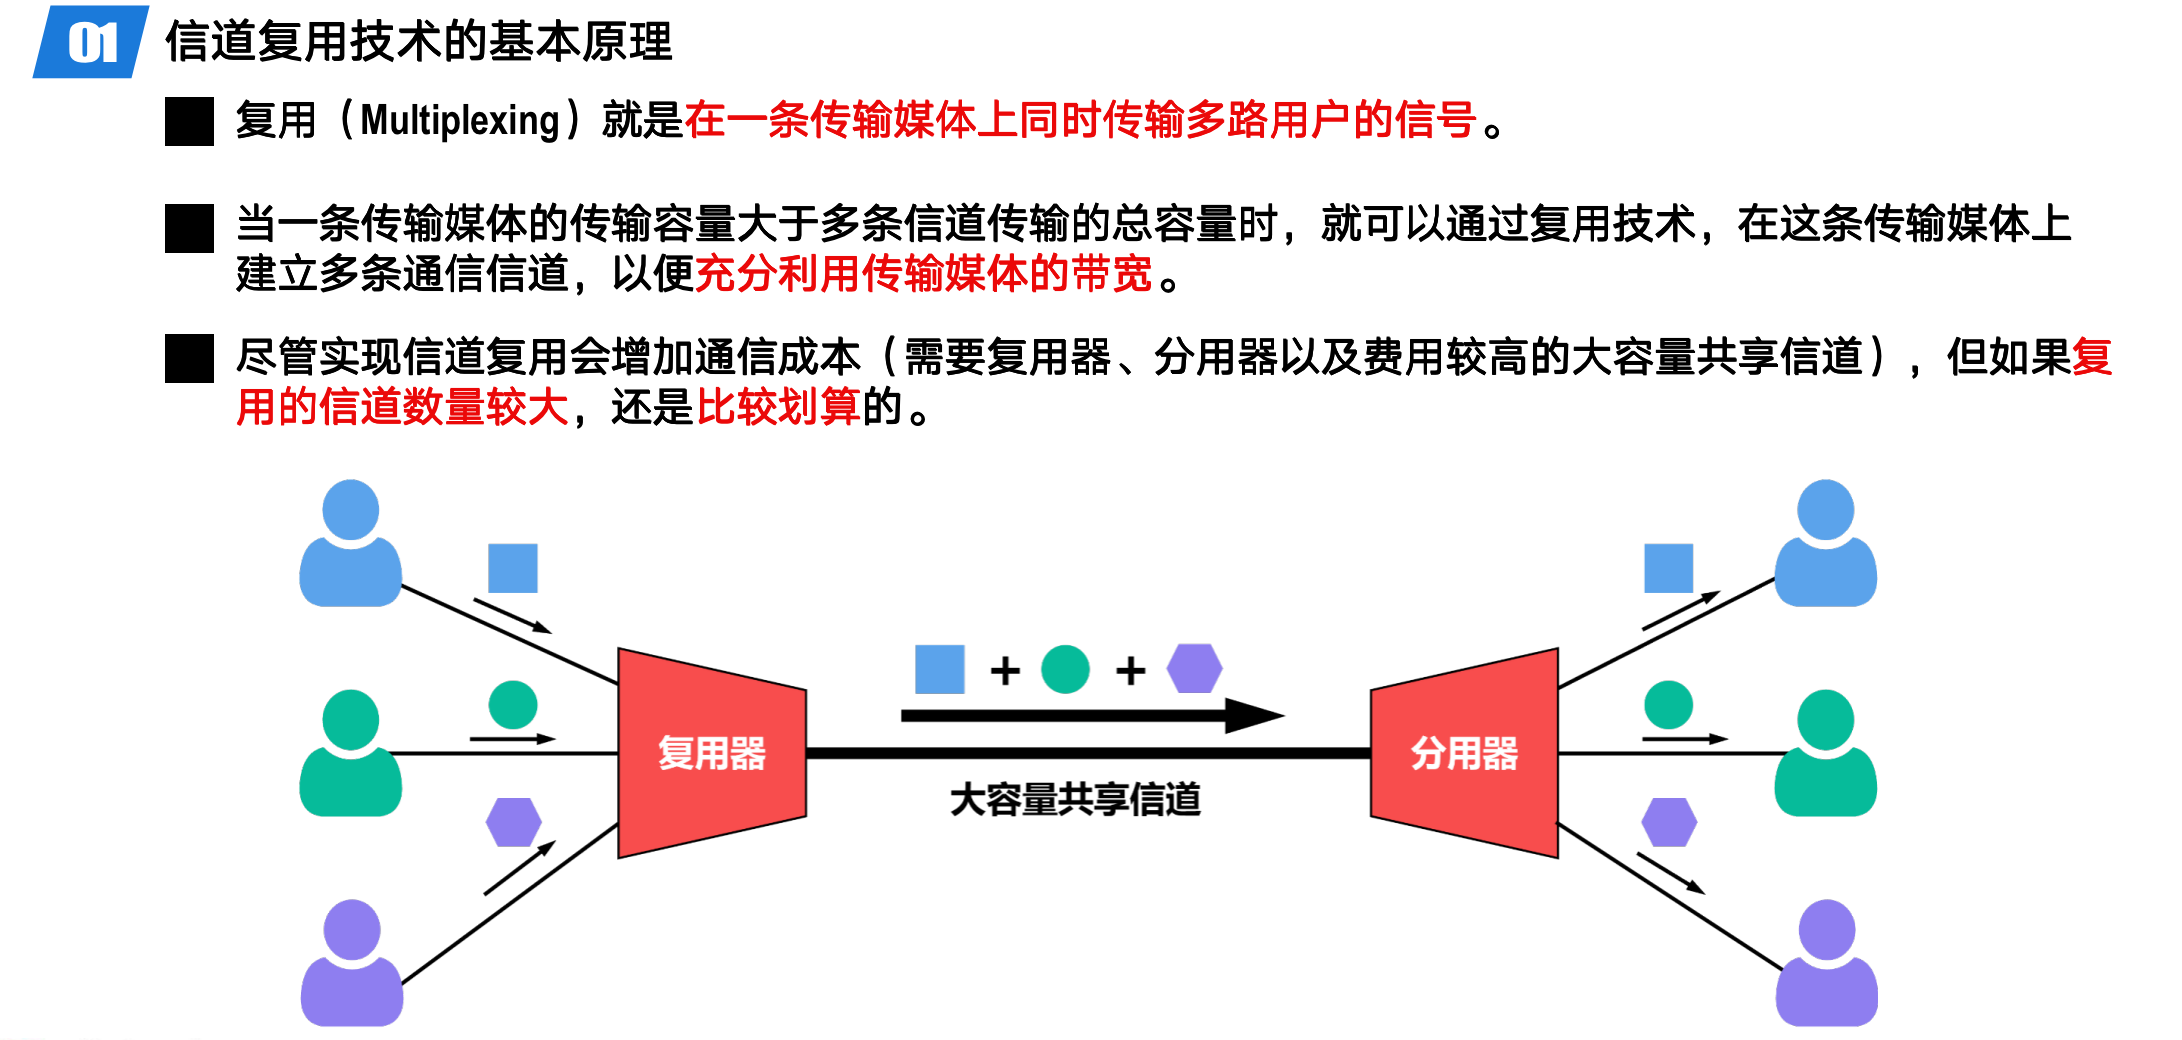 01 信道复用技术的基本原理
复用（Multiplexing）就是在一条传输媒体上同时传输多路用户的信号。
当一条传输媒体的传输容量大于多条信道传输的总容量时，就可以通过复用技术，在这条传输媒体上
建立多条通信信道，以便充分利用传输媒体的带宽。
尽管实现信道复用会增加通信成本（需要复用器、分用器以及费用较高的大容量共享信道），但如果复
用的信道数量较大，还是比较划算的。
+ +
复用器
分用器
大容量共享信道